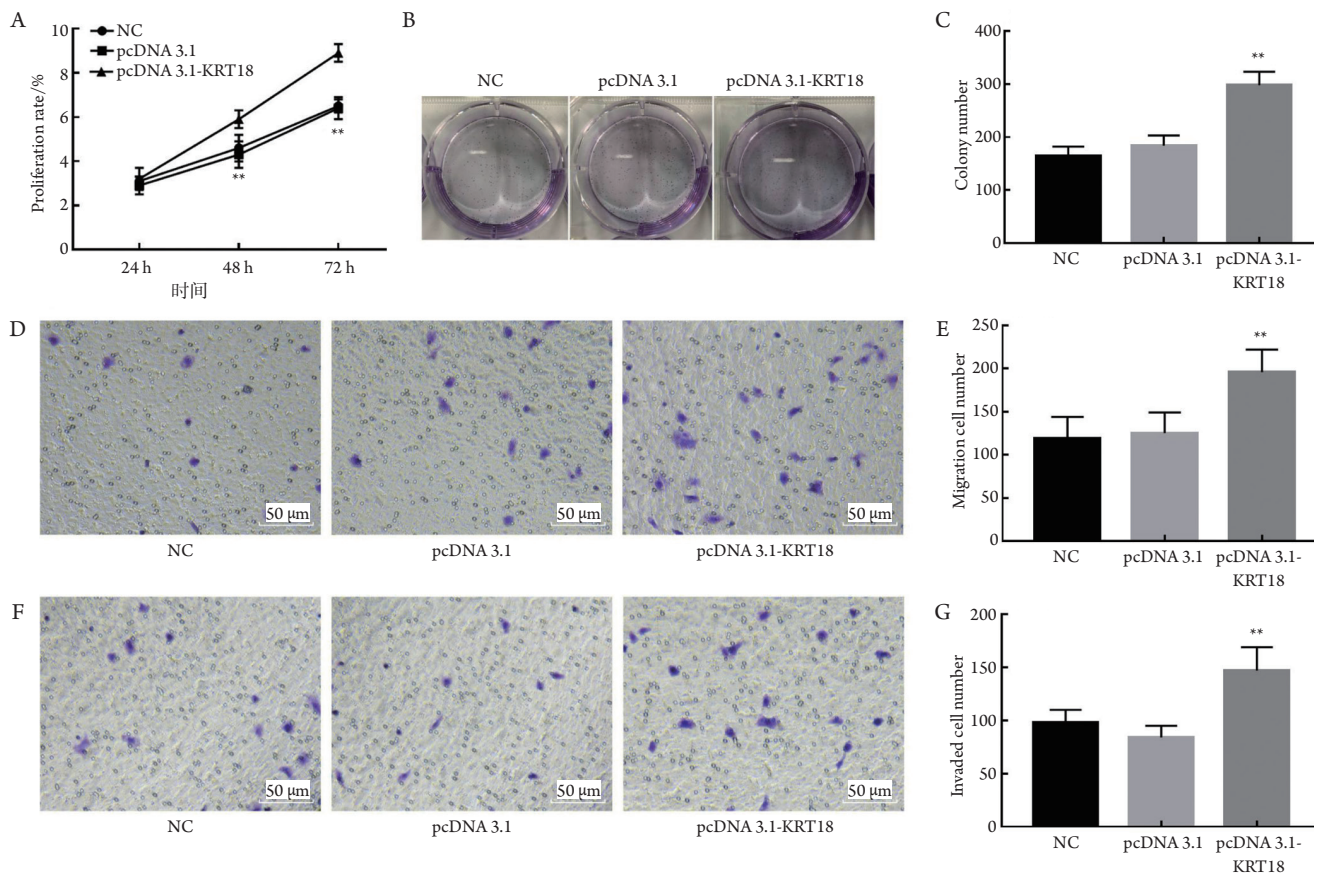 A
Proliferation rate/%
10
8
6
4
2
0
NC
pcDNA 3.1
pcDNA 3.1-KRT18
**
**
24 h 48 h 72 h
时间
B
NC pcDNA 3.1 pcDNA 3.1-KRT18
C
Colony number
400
300
200
100
0
**
NC pcDNA 3.1 pcDNA 3.1-
KRT18
D
50 μm 50 μm 50 μm
NC pcDNA 3.1 pcDNA 3.1-KRT18
E
Migration cell number
250
200
150
100
50
0
**
NC pcDNA 3.1 pcDNA 3.1-
KRT18
F
50 μm 50 μm 50 μm
NC pcDNA 3.1 pcDNA 3.1-KRT18
G
Invaded cell number
200
150
100
50
0
**
NC pcDNA 3.1 pcDNA 3.1-
KRT18